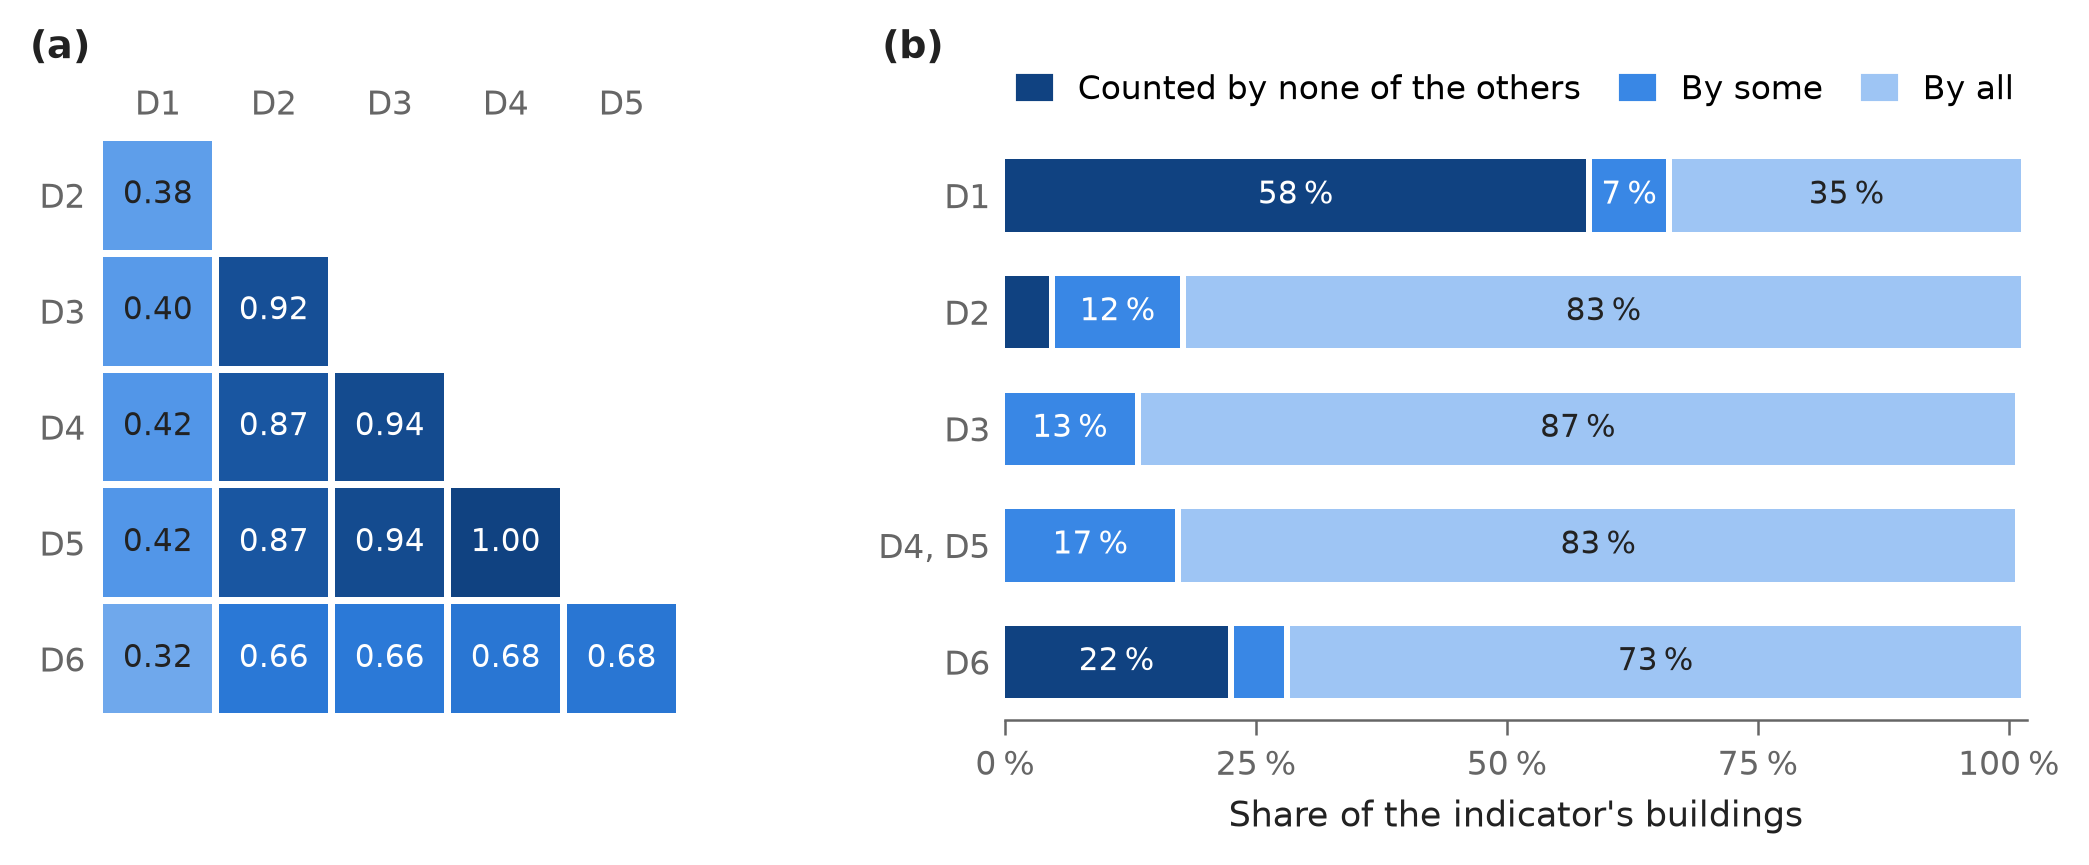 (a)
D1 D2 D3 D4 D5
D2 0.38
D3 0.40 0.92
D4 0.42 0.87 0.94
D5 0.42 0.87 0.94 1.00
D6 0.32 0.66 0.66 0.68 0.68
(b)
Counted by none of the others By some By all
D1 58 % 7 % 35 %
D2 12 % 83 %
D3 13 % 87 %
D4, D5 17 % 83 %
D6 22 % 73 %
0 % 25 % 50 % 75 % 100 %
Share of the indicator's buildings